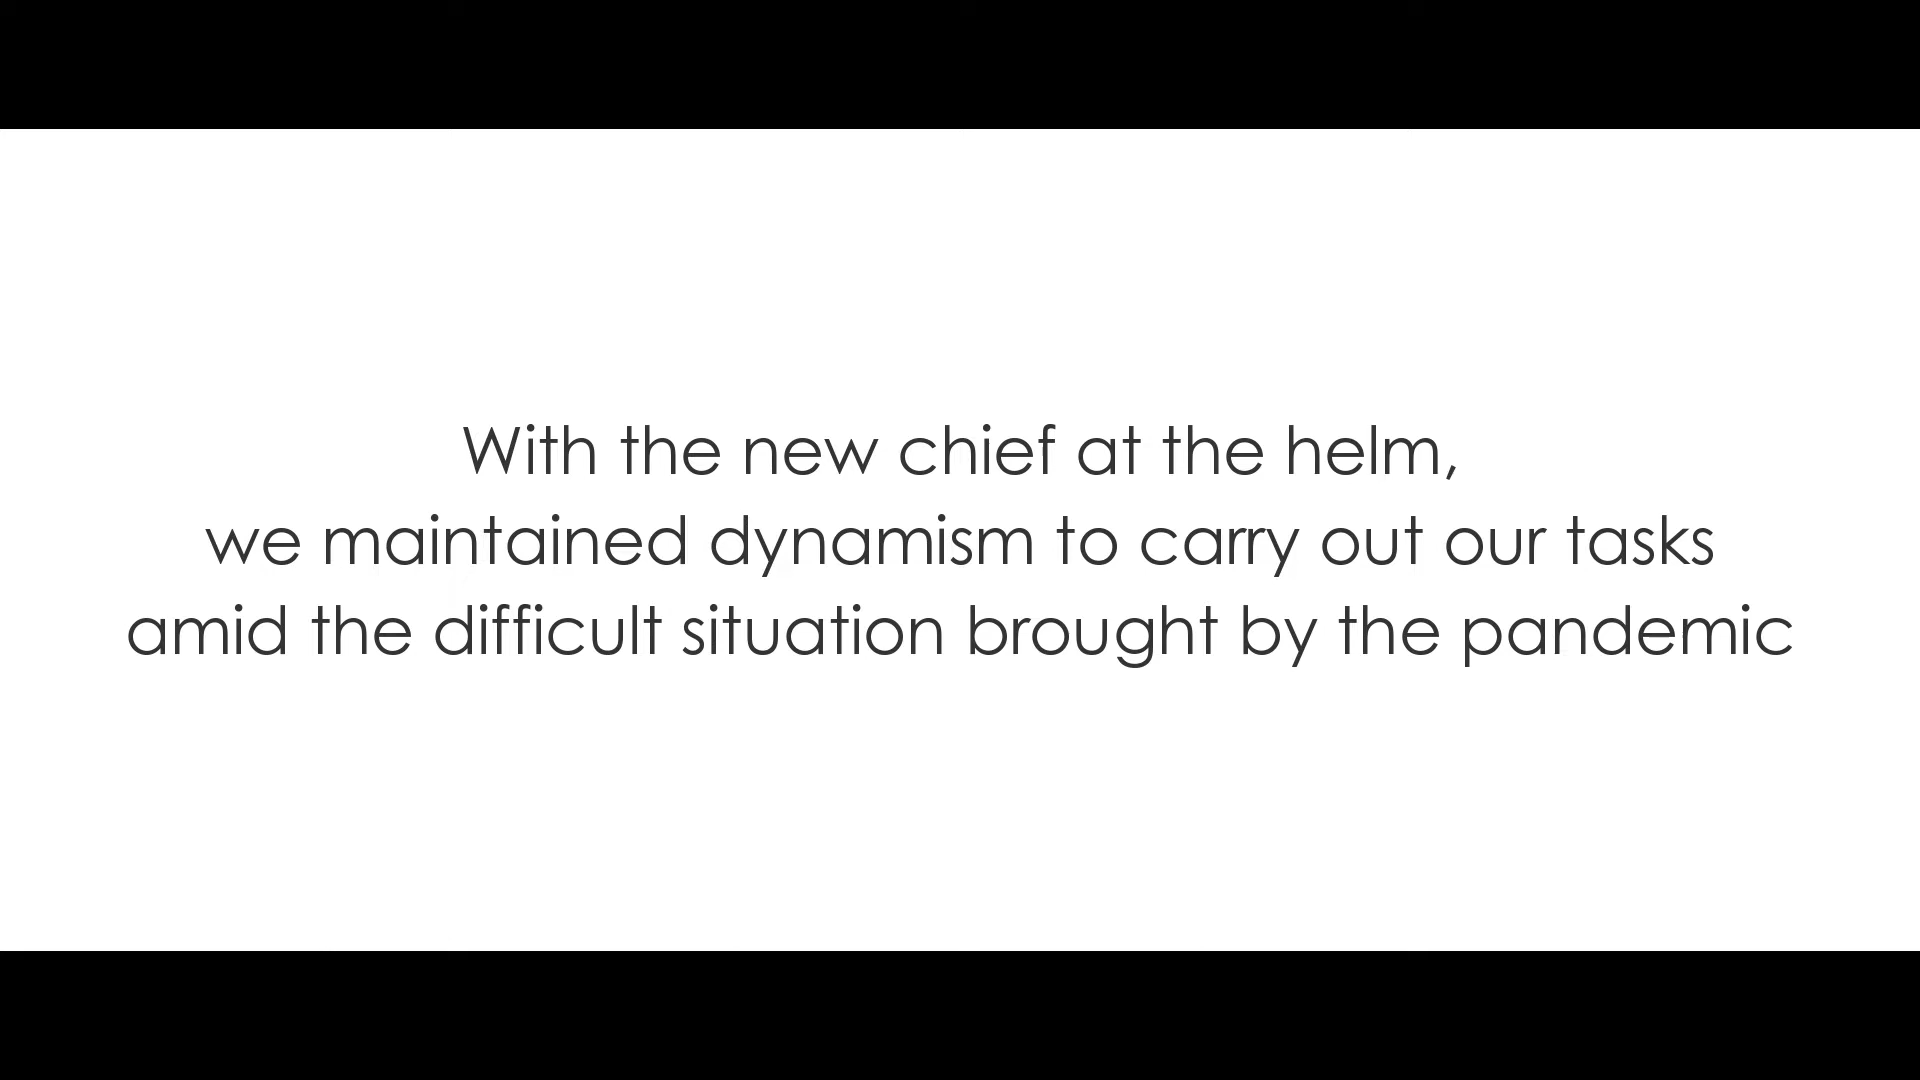 With the new chief at the helm,
we maintained dynamism to carry out our tasks
amid the difficult situation brought by the pandemic